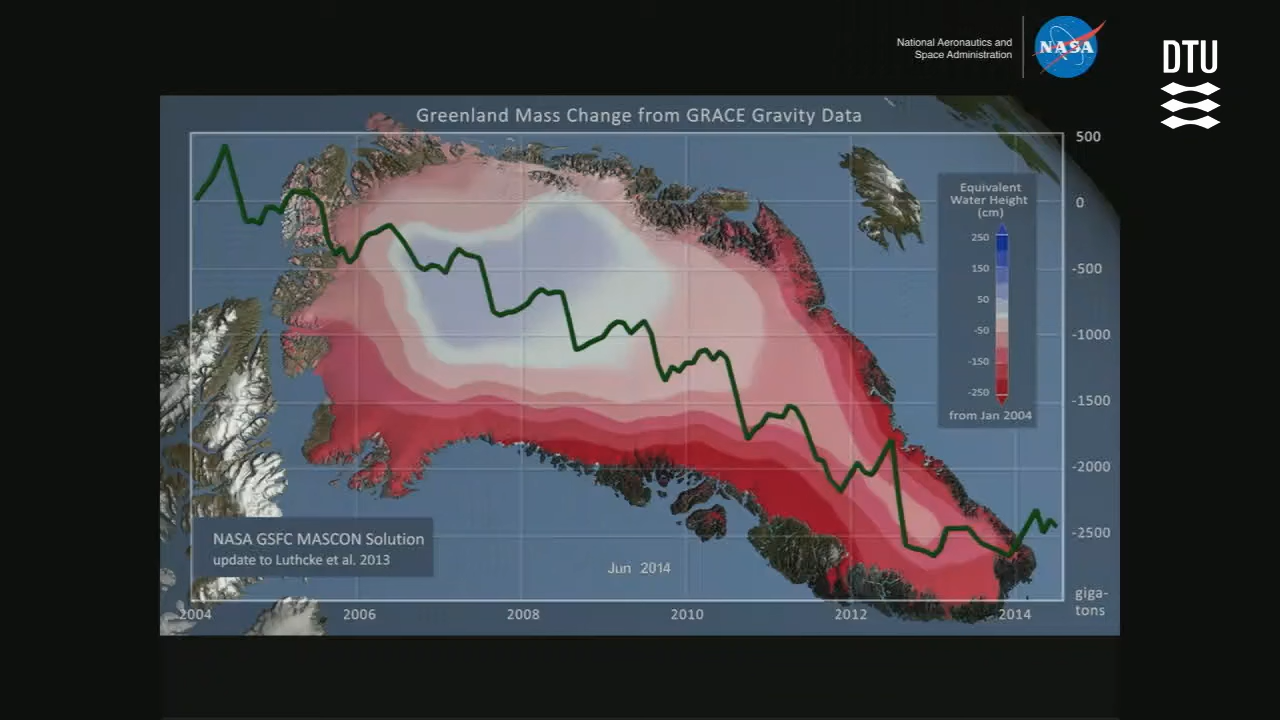 National Aeronautics and
Space Administration
NASA
DTU
Greenland Mass Change from GRACE Gravity Data
500
0
-500
-1000
-1500
-2000
-2500
giga-
tons
Equivalent
Water Height
(cm)
250
150
50
-50
-150
-250
from Jan 2004
NASA GSFC MASCON Solution
update to Luthcke et al. 2013
Jun 2014
2004
2006
2008
2010
2012
2014